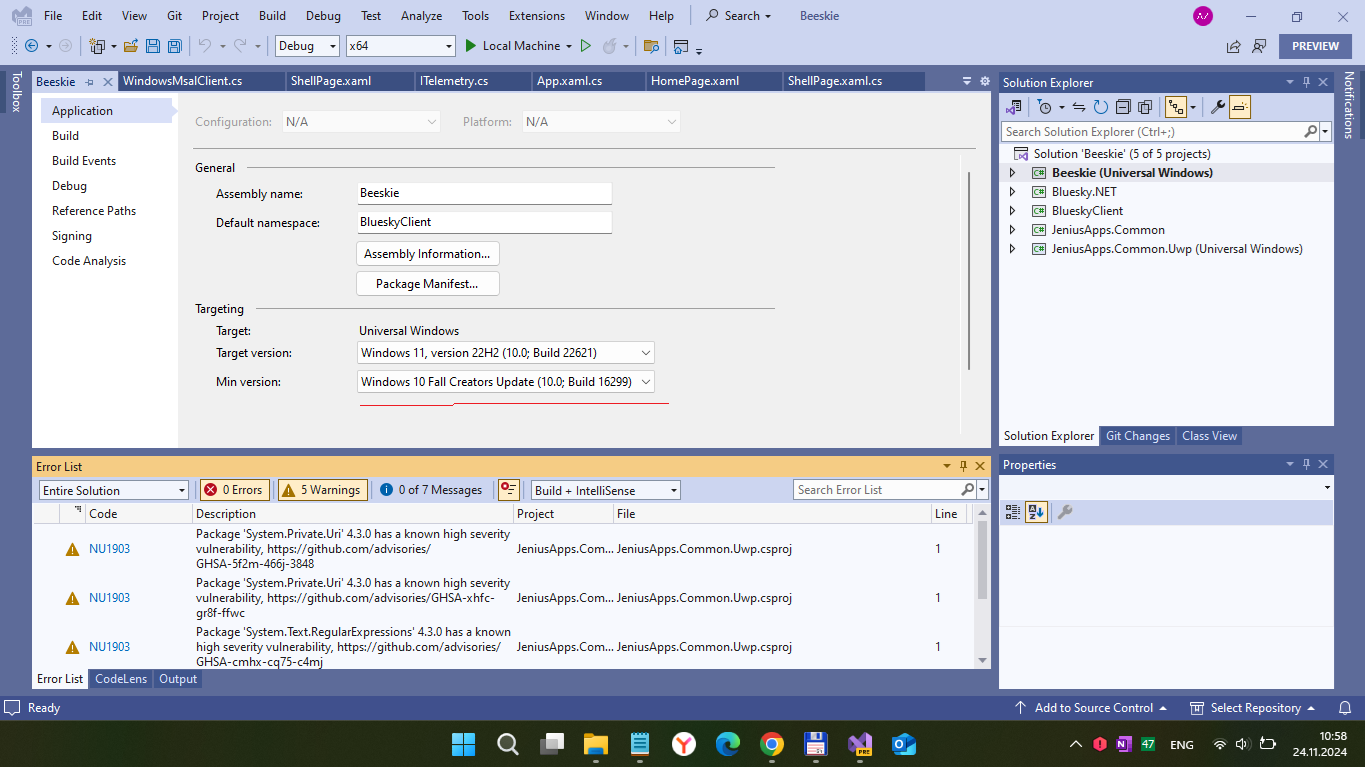 File Edit View Git Project Build Debug Test Analyze Tools Extensions Window Help Search Beeskie
Debug x64 Local Machine PREVIEW
Toolbox
Beeskie WindowsMsalClient.cs ShellPage.xaml ITelemetry.cs App.xaml.cs HomePage.xaml ShellPage.xaml.cs
Application
Build
Build Events
Debug
Reference Paths
Signing
Code Analysis
Configuration: N/A Platform: N/A
General
Assembly name: Beeskie
Default namespace: BlueskyClient
Assembly Information...
Package Manifest...
Targeting
Target: Universal Windows
Target version: Windows 11, version 22H2 (10.0; Build 22621)
Min version: Windows 10 Fall Creators Update (10.0; Build 16299)
Solution Explorer
Search Solution Explorer (Ctrl+;)
Solution 'Beeskie' (5 of 5 projects)
Beeskie (Universal Windows)
Bluesky.NET
BlueskyClient
JeniusApps.Common
JeniusApps.Common.Uwp (Universal Windows)
Solution Explorer Git Changes Class View
Notifications
Properties
Error List
Entire Solution 0 Errors 5 Warnings 0 of 7 Messages Build + IntelliSense Search Error List
Code Description Project File Line
NU1903 Package 'System.Private.Uri' 4.3.0 has a known high severity
vulnerability, https://github.com/advisories/
GHSA-5f2m-466j-3848 JeniusApps.Com... JeniusApps.Common.Uwp.csproj 1
NU1903 Package 'System.Private.Uri' 4.3.0 has a known high severity
vulnerability, https://github.com/advisories/GHSA-xhfc-
gr8f-ffwc JeniusApps.Com... JeniusApps.Common.Uwp.csproj 1
NU1903 Package 'System.Text.RegularExpressions' 4.3.0 has a known
high severity vulnerability, https://github.com/advisories/
GHSA-cmhx-cq75-c4mj JeniusApps.Com... JeniusApps.Common.Uwp.csproj 1
Error List CodeLens Output
Ready Add to Source Control Select Repository
47 ENG 10:58
24.11.2024